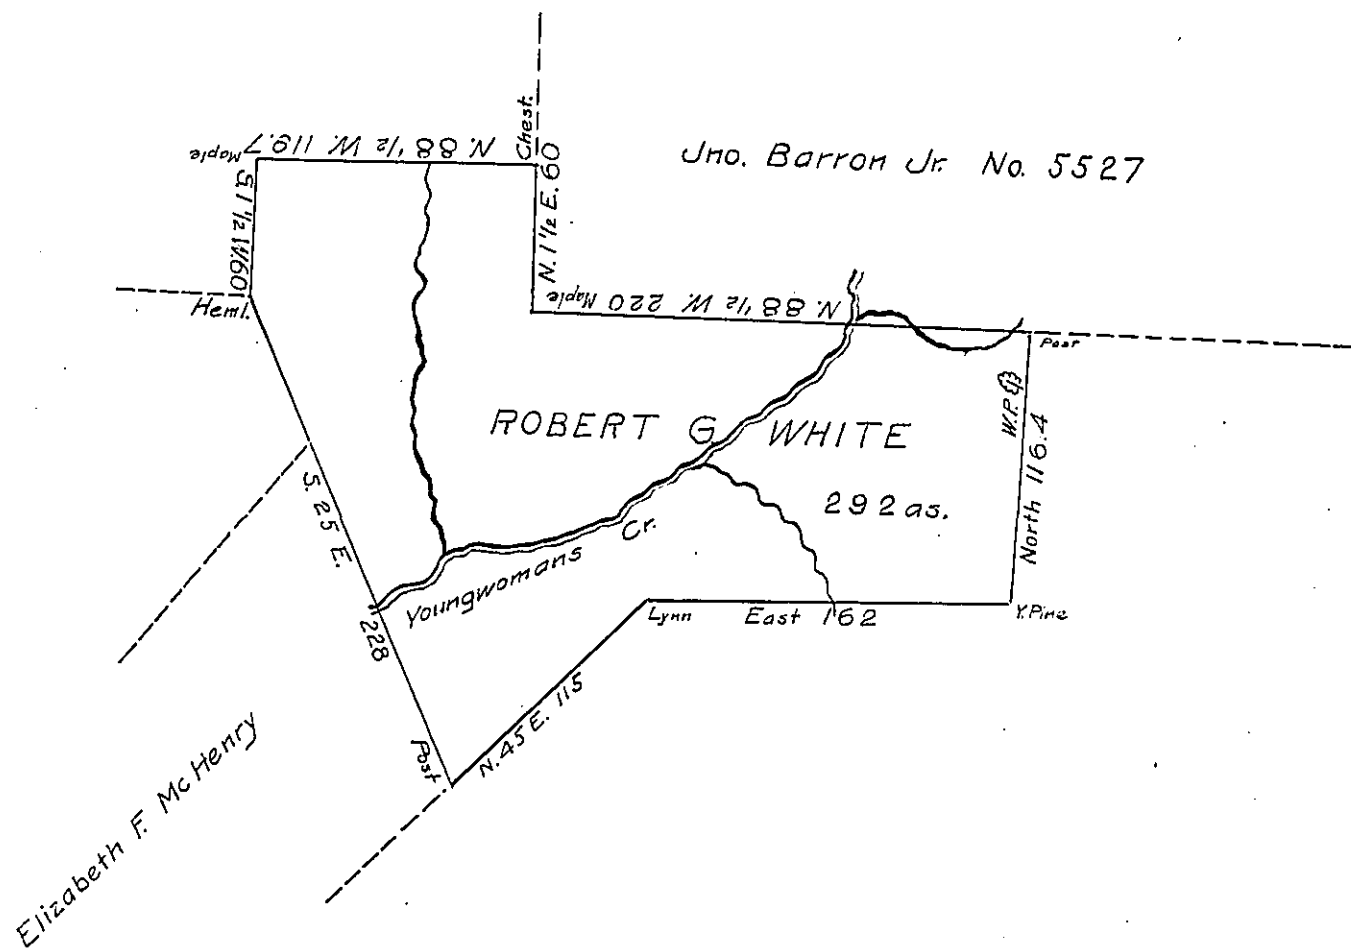 Jno. Barron Jr. No. 5527
Maple
N. 88 1/2 W. 119.7
Chest.
S. 1 1/2 W. 60
N. 1 1/2 E. 60
Heml.
Maple
N. 88 1/2 W. 220
Post
W.P.
North 116.4
ROBERT G WHITE
292 as.
S. 25 E.
228
Youngwomans Cr.
Lynn
East 162
Y. Pine
N. 45 E. 115
Post
Elizabeth F. McHenry